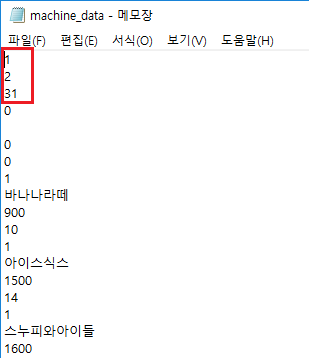 machine_data - 메모장
파일(F) 편집(E) 서식(O) 보기(V) 도움말(H)
1
2
31
0
0
0
1
바나나라떼
900
10
1
아이스식스
1500
14
1
스누피와아이들
1600